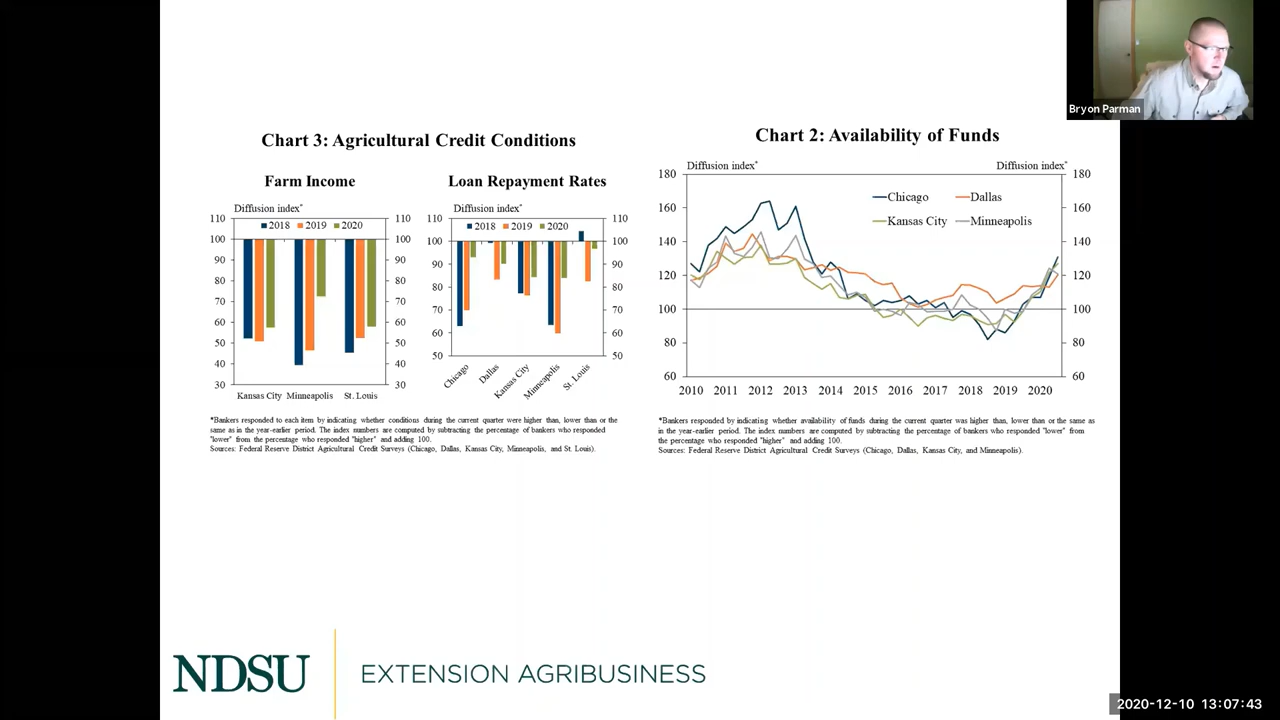 Bryon Parman
Chart 3: Agricultural Credit Conditions
Farm Income
Diffusion index*
2018 2019 2020
110 110
100 100
90 90
80 80
70 70
60 60
50 50
40 40
30 30
Kansas City Minneapolis St. Louis
Loan Repayment Rates
Diffusion index*
2018 2019 2020
110 110
100 100
90 90
80 80
70 70
60 60
50 50
Chicago Dallas Kansas City Minneapolis St. Louis
*Bankers responded to each item by indicating whether conditions during the current quarter were higher than, lower than or the
same as in the year-earlier period. The index numbers are computed by subtracting the percentage of bankers who responded
"lower" from the percentage who responded "higher" and adding 100.
Sources: Federal Reserve District Agricultural Credit Surveys (Chicago, Dallas, Kansas City, Minneapolis, and St. Louis).
Chart 2: Availability of Funds
Diffusion index* Diffusion index*
180 180
160 160
140 140
120 120
100 100
80 80
60 60
Chicago Dallas
Kansas City Minneapolis
2010 2011 2012 2013 2014 2015 2016 2017 2018 2019 2020
*Bankers responded by indicating whether availability of funds during the current quarter was higher than, lower than or the same as
in the year-earlier period. The index numbers are computed by subtracting the percentage of bankers who responded "lower" from
the percentage who responded "higher" and adding 100.
Sources: Federal Reserve District Agricultural Credit Surveys (Chicago, Dallas, Kansas City, and Minneapolis).
NDSU EXTENSION AGRIBUSINESS
2020-12-10 13:07:43